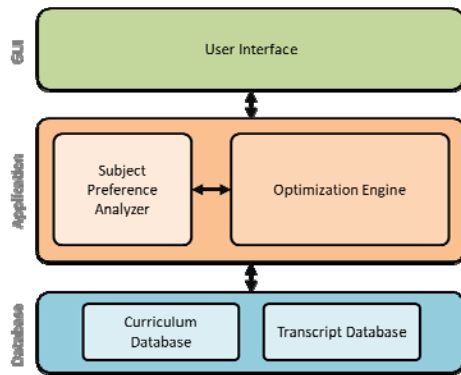 GUI
User Interface
Application
Subject
Preference
Analyzer
Optimization Engine
Database
Curriculum
Database
Transcript Database